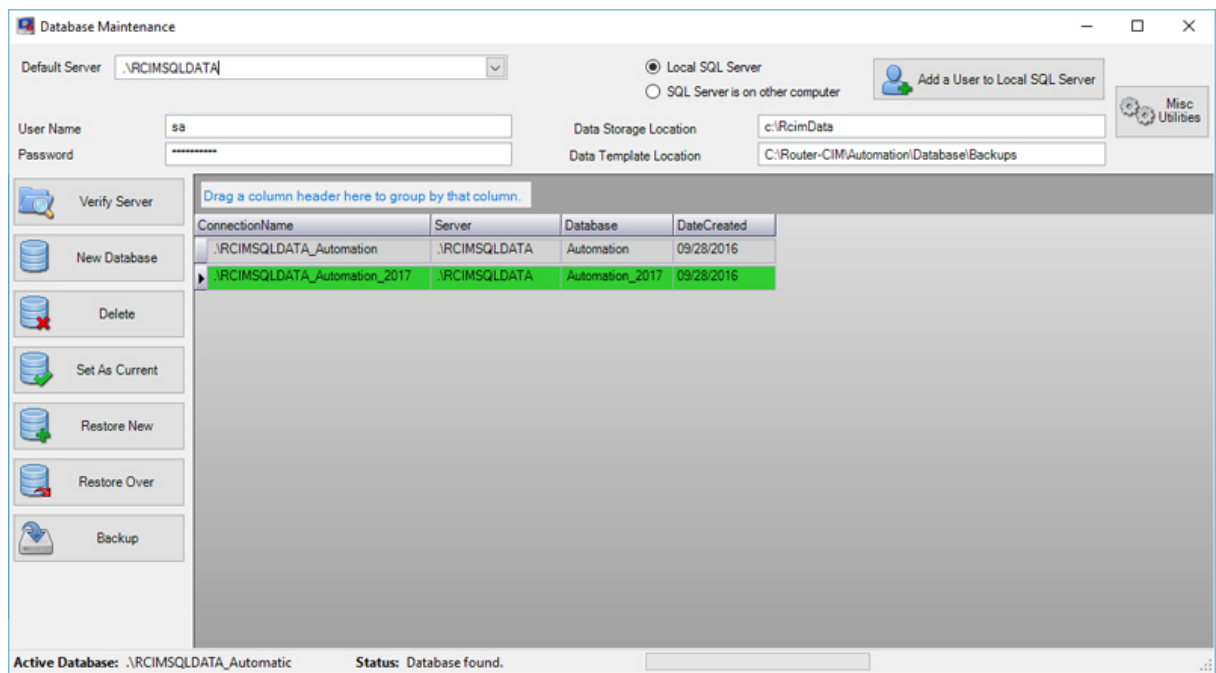 Database Maintenance
Default Server .\RCIMSQLDATA
Local SQL Server
SQL Server is on other computer
Add a User to Local SQL Server
Misc Utilities
User Name sa
Data Storage Location c:\RcimData
Password **********
Data Template Location C:\Router-CIM\Automation\Database\Backups
Verify Server
New Database
Delete
Set As Current
Restore New
Restore Over
Backup
Drag a column header here to group by that column.
ConnectionName Server Database DateCreated
.\RCIMSQLDATA_Automation .\RCIMSQLDATA Automation 09/28/2016
.\RCIMSQLDATA_Automation_2017 .\RCIMSQLDATA Automation_2017 09/28/2016
Active Database: .\RCIMSQLDATA_Automatic Status: Database found.